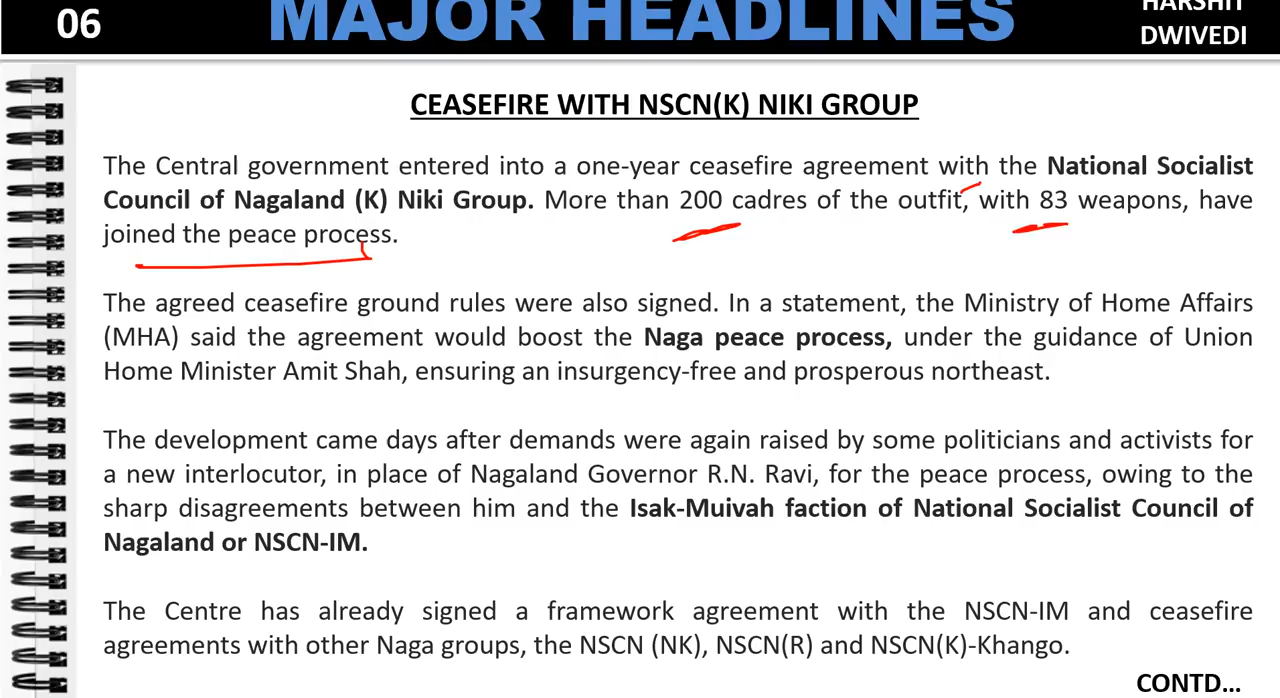 06
MAJOR HEADLINES
HARSHIT
DWIVEDI
CEASEFIRE WITH NSCN(K) NIKI GROUP
The Central government entered into a one-year ceasefire agreement with the National Socialist
Council of Nagaland (K) Niki Group. More than 200 cadres of the outfit, with 83 weapons, have
joined the peace process.
The agreed ceasefire ground rules were also signed. In a statement, the Ministry of Home Affairs
(MHA) said the agreement would boost the Naga peace process, under the guidance of Union
Home Minister Amit Shah, ensuring an insurgency-free and prosperous northeast.
The development came days after demands were again raised by some politicians and activists for
a new interlocutor, in place of Nagaland Governor R.N. Ravi, for the peace process, owing to the
sharp disagreements between him and the Isak-Muivah faction of National Socialist Council of
Nagaland or NSCN-IM.
The Centre has already signed a framework agreement with the NSCN-IM and ceasefire
agreements with other Naga groups, the NSCN (NK), NSCN(R) and NSCN(K)-Khango.
CONTD...